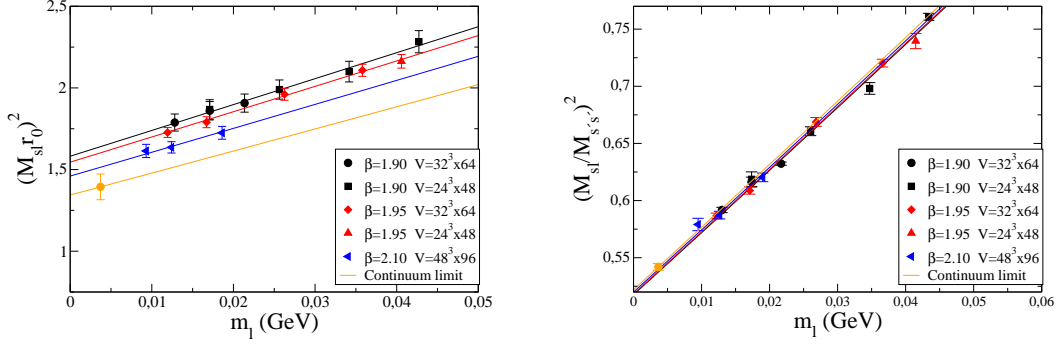 2,5
2
1,5
1
(M_sl r_0)^2
0
0,01
0,02
0,03
0,04
0,05
m_l (GeV)
β=1.90 V=32^3x64
β=1.90 V=24^3x48
β=1.95 V=32^3x64
β=1.95 V=24^3x48
β=2.10 V=48^3x96
Continuum limit
0,75
0,7
0,65
0,6
0,55
(M_sl/M_s´s´)^2
0
0,01
0,02
0,03
0,04
0,05
0,06
m_l (GeV)
β=1.90 V=32^3x64
β=1.90 V=24^3x48
β=1.95 V=32^3x64
β=1.95 V=24^3x48
β=2.10 V=48^3x96
Continuum limit